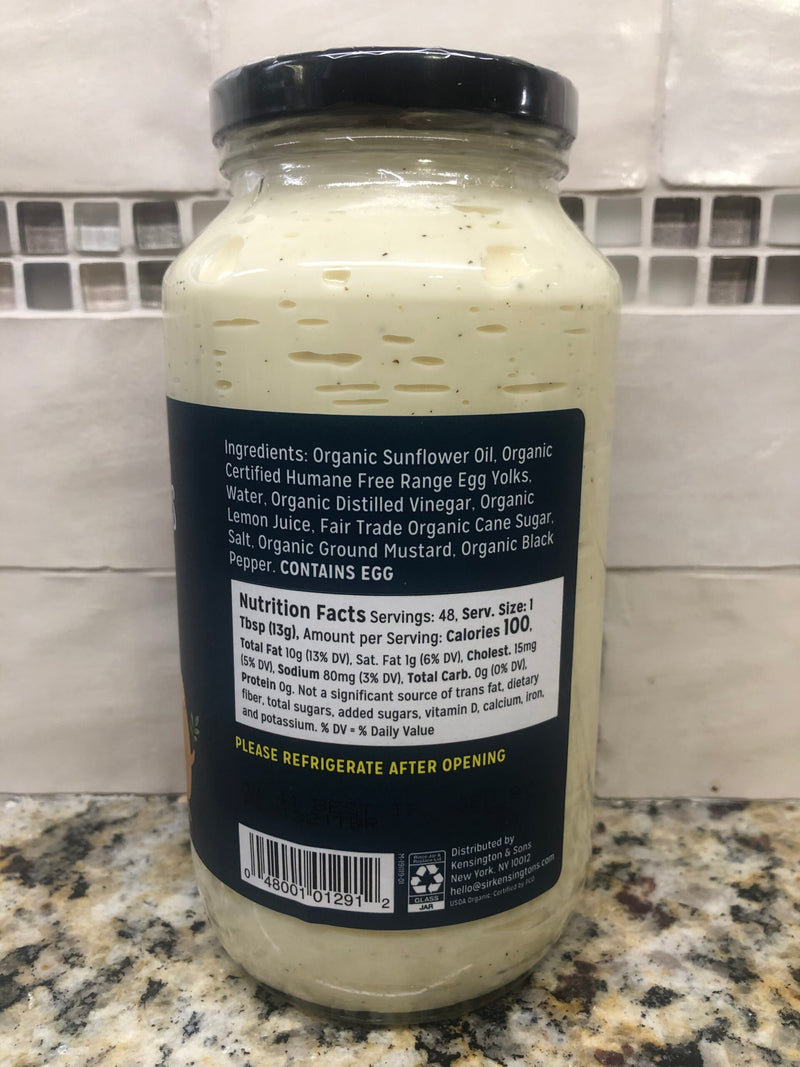 Ingredients: Organic Sunflower Oil, Organic
Certified Humane Free Range Egg Yolks,
Water, Organic Distilled Vinegar, Organic
Lemon Juice, Fair Trade Organic Cane Sugar,
Salt, Organic Ground Mustard, Organic Black
Pepper. CONTAINS EGG
Nutrition Facts Servings: 48, Serv. Size: 1
Tbsp (13g), Amount per Serving: Calories 100,
Total Fat 10g (13% DV), Sat. Fat 1g (6% DV), Cholest. 15mg
(5% DV), Sodium 80mg (3% DV), Total Carb. 0g (0% DV),
Protein 0g. Not a significant source of trans fat, dietary
fiber, total sugars, added sugars, vitamin D, calcium, iron,
and potassium. % DV = % Daily Value
PLEASE REFRIGERATE AFTER OPENING
BEST
0 48001 01291 2
GLASS
JAR
Distributed by
Kensington & Sons
New York, NY 10012
hello@sirkensingtons.com
USDA Organic: Certified by PCO